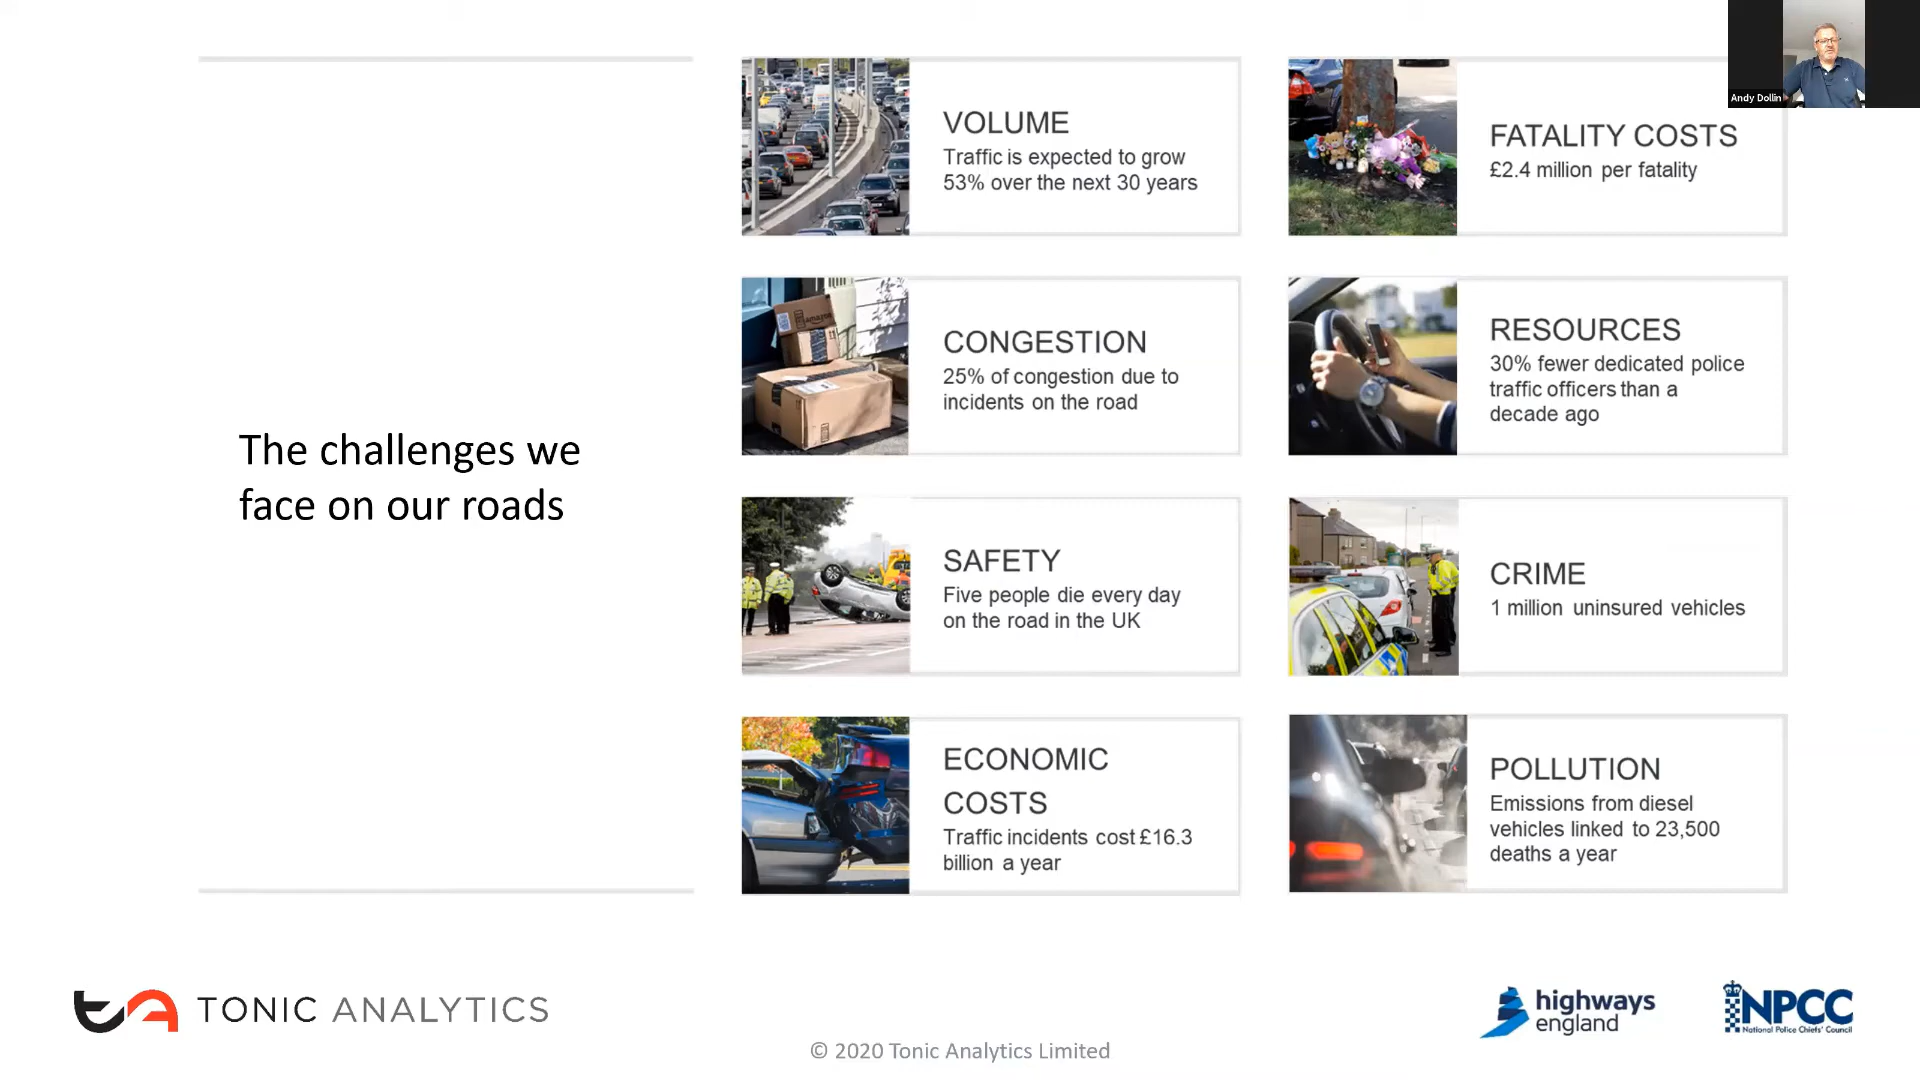 The challenges we
face on our roads
VOLUME
Traffic is expected to grow
53% over the next 30 years
CONGESTION
25% of congestion due to
incidents on the road
SAFETY
Five people die every day
on the road in the UK
ECONOMIC
COSTS
Traffic incidents cost £16.3
billion a year
FATALITY COSTS
£2.4 million per fatality
RESOURCES
30% fewer dedicated police
traffic officers than a
decade ago
CRIME
1 million uninsured vehicles
POLLUTION
Emissions from diesel
vehicles linked to 23,500
deaths a year
Andy Dollin
amazon
TONIC ANALYTICS
© 2020 Tonic Analytics Limited
highways
england
NPCC
National Police Chiefs' Council